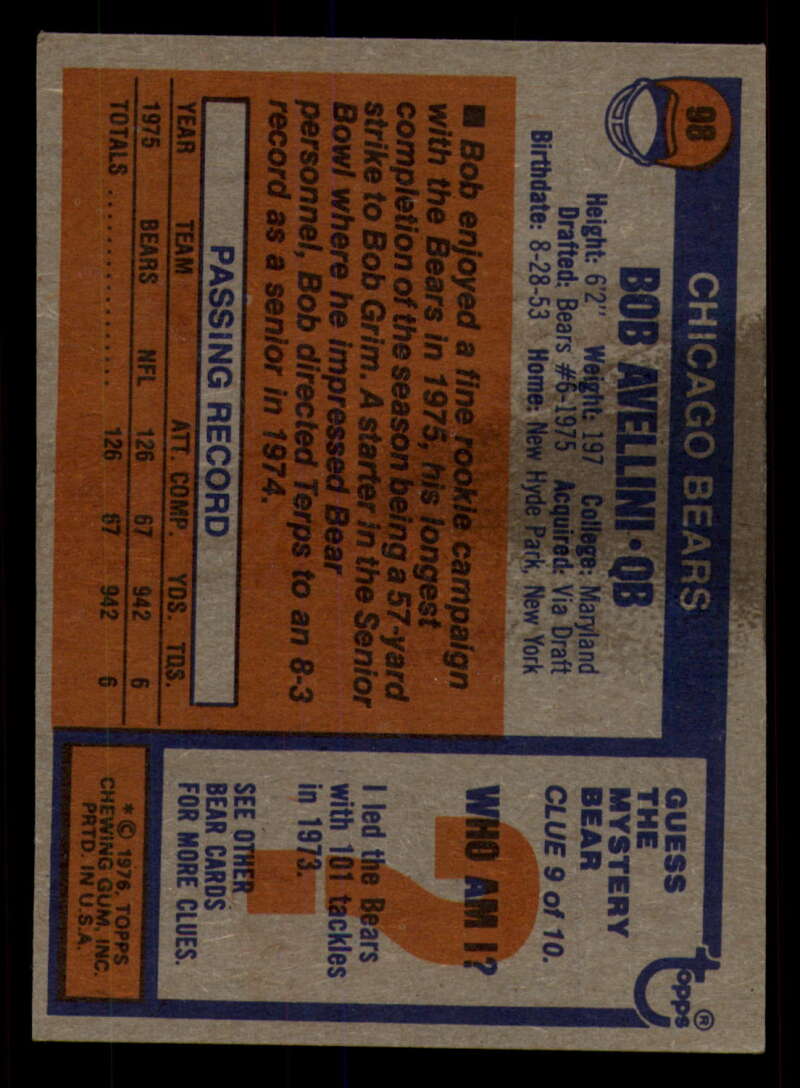 98
CHICAGO BEARS
BOB AVELLINI • QB
Height: 6'2" Weight: 197 College: Maryland
Drafted: Bears #6-1975 Acquired: Via Draft
Birthdate: 8-28-53 Home: New Hyde Park, New York
■ Bob enjoyed a fine rookie campaign
with the Bears in 1975, his longest
completion of the season being a 57-yard
strike to Bob Grim. A starter in the Senior
Bowl where he impressed Bear
personnel, Bob directed Terps to an 8-3
record as a senior in 1974.
PASSING RECORD
YEAR TEAM ATT. COMP. YDS. TDS.
1975 BEARS NFL 126 67 942 6
TOTALS .................... 126 67 942 6
topps®
GUESS
THE
MYSTERY
BEAR
CLUE 9 of 10.
?
WHO AM I?
I led the Bears
with 101 tackles
in 1973.
SEE OTHER
BEAR CARDS
FOR MORE CLUES.
* © 1976, TOPPS
CHEWING GUM, INC.
PRTD. IN U.S.A.